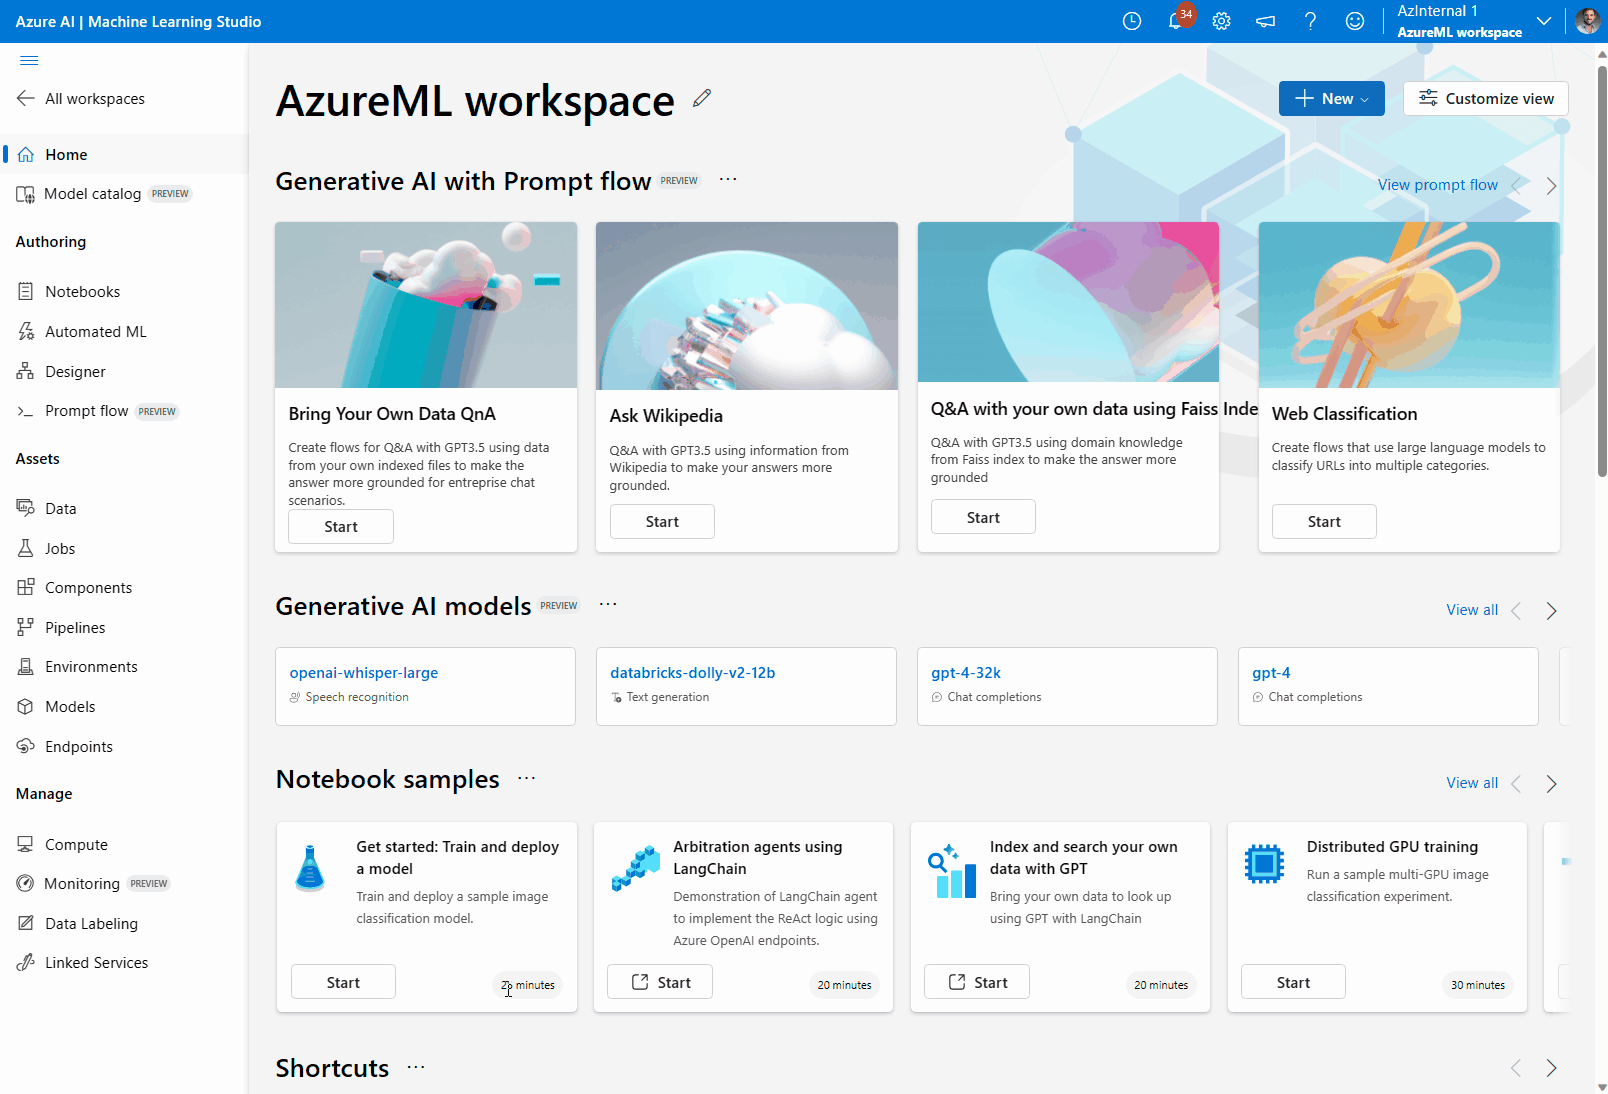 Azure AI | Machine Learning Studio
34
AzInternal 1
AzureML workspace
All workspaces
Home
Model catalog PREVIEW
Authoring
Notebooks
Automated ML
Designer
Prompt flow PREVIEW
Assets
Data
Jobs
Components
Pipelines
Environments
Models
Endpoints
Manage
Compute
Monitoring PREVIEW
Data Labeling
Linked Services
AzureML workspace
New
Customize view
Generative AI with Prompt flow PREVIEW ...
View prompt flow
Bring Your Own Data QnA
Create flows for Q&A with GPT3.5 using data
from your own indexed files to make the
answer more grounded for entreprise chat
scenarios.
Start
Ask Wikipedia
Q&A with GPT3.5 using information from
Wikipedia to make your answers more
grounded.
Start
Q&A with your own data using Faiss Inde
Q&A with GPT3.5 using domain knowledge
from Faiss index to make the answer more
grounded
Start
Web Classification
Create flows that use large language models to
classify URLs into multiple categories.
Start
Generative AI models PREVIEW ...
View all
openai-whisper-large
Speech recognition
databricks-dolly-v2-12b
Text generation
gpt-4-32k
Chat completions
gpt-4
Chat completions
Notebook samples ...
View all
Get started: Train and deploy
a model
Train and deploy a sample image
classification model.
Start
minutes
Arbitration agents using
LangChain
Demonstration of LangChain agent
to implement the ReAct logic using
Azure OpenAI endpoints.
Start
20 minutes
Index and search your own
data with GPT
Bring your own data to look up
using GPT with LangChain
Start
20 minutes
Distributed GPU training
Run a sample multi-GPU image
classification experiment.
Start
30 minutes
Shortcuts ...